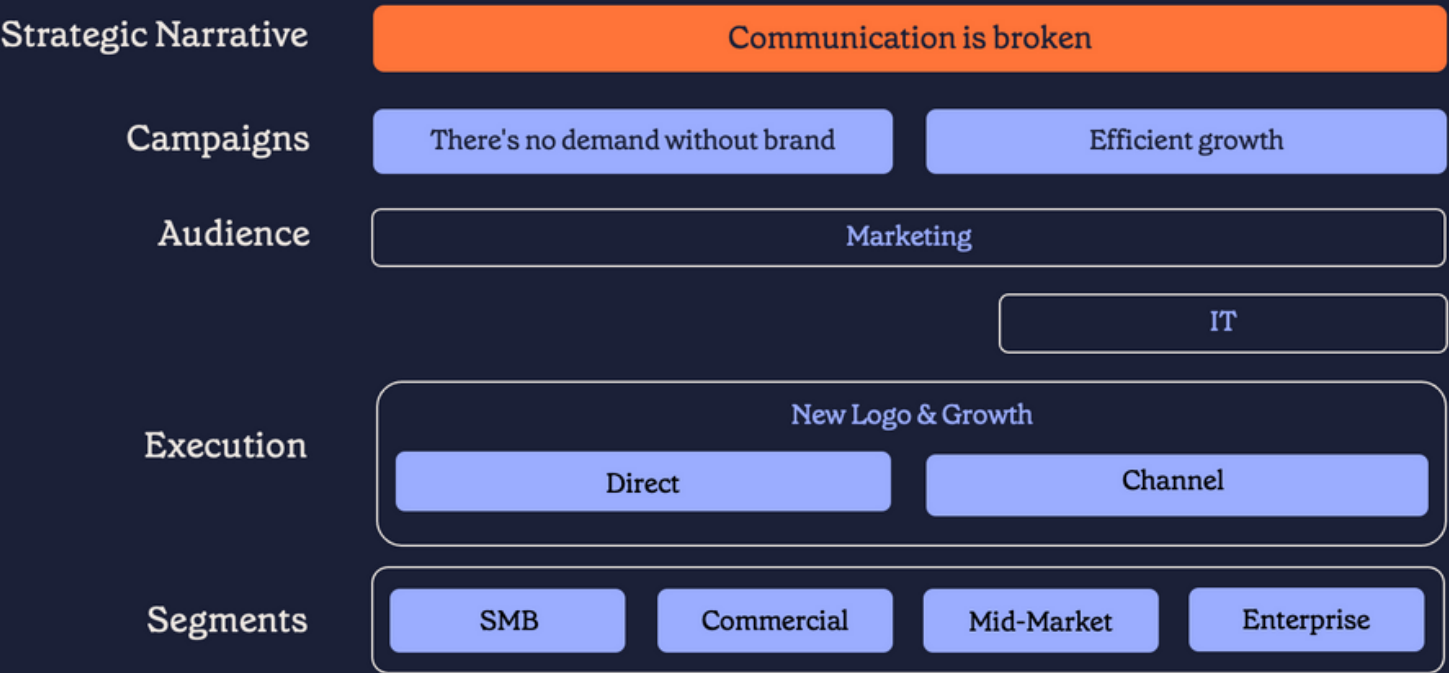 Strategic Narrative
Communication is broken
Campaigns
There's no demand without brand
Efficient growth
Audience
Marketing
IT
Execution
New Logo & Growth
Direct
Channel
Segments
SMB
Commercial
Mid-Market
Enterprise